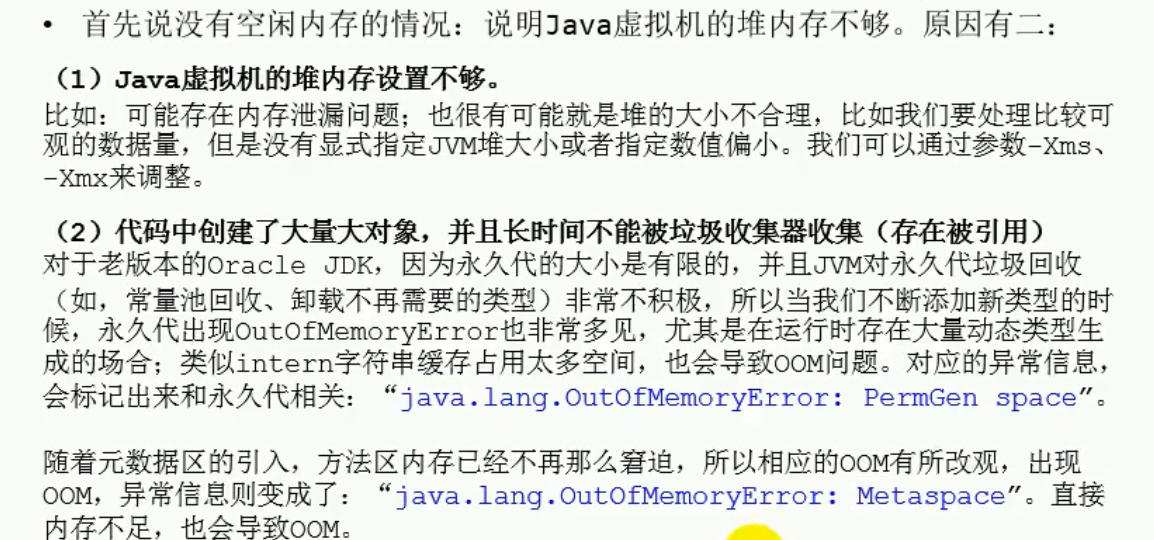 • 首先说没有空闲内存的情况：说明Java虚拟机的堆内存不够。原因有二：
（1）Java虚拟机的堆内存设置不够。
比如：可能存在内存泄漏问题；也很有可能就是堆的大小不合理，比如我们要处理比较可
观的数据量，但是没有显式指定JVM堆大小或者指定数值偏小。我们可以通过参数-Xms、
-Xmx来调整。
（2）代码中创建了大量大对象，并且长时间不能被垃圾收集器收集（存在被引用）
对于老版本的Oracle JDK，因为永久代的大小是有限的，并且JVM对永久代垃圾回收
（如，常量池回收、卸载不再需要的类型）非常不积极，所以当我们不断添加新类型的时
候，永久代出现OutOfMemoryError也非常多见，尤其是在运行时存在大量动态类型生
成的场合；类似intern字符串缓存占用太多空间，也会导致OOM问题。对应的异常信息，
会标记出来和永久代相关：“java.lang.OutOfMemoryError: PermGen space”。
随着元数据区的引入，方法区内存已经不再那么窘迫，所以相应的OOM有所改观，出现
OOM，异常信息则变成了：“java.lang.OutOfMemoryError: Metaspace”。直接
内存不足，也会导致OOM。